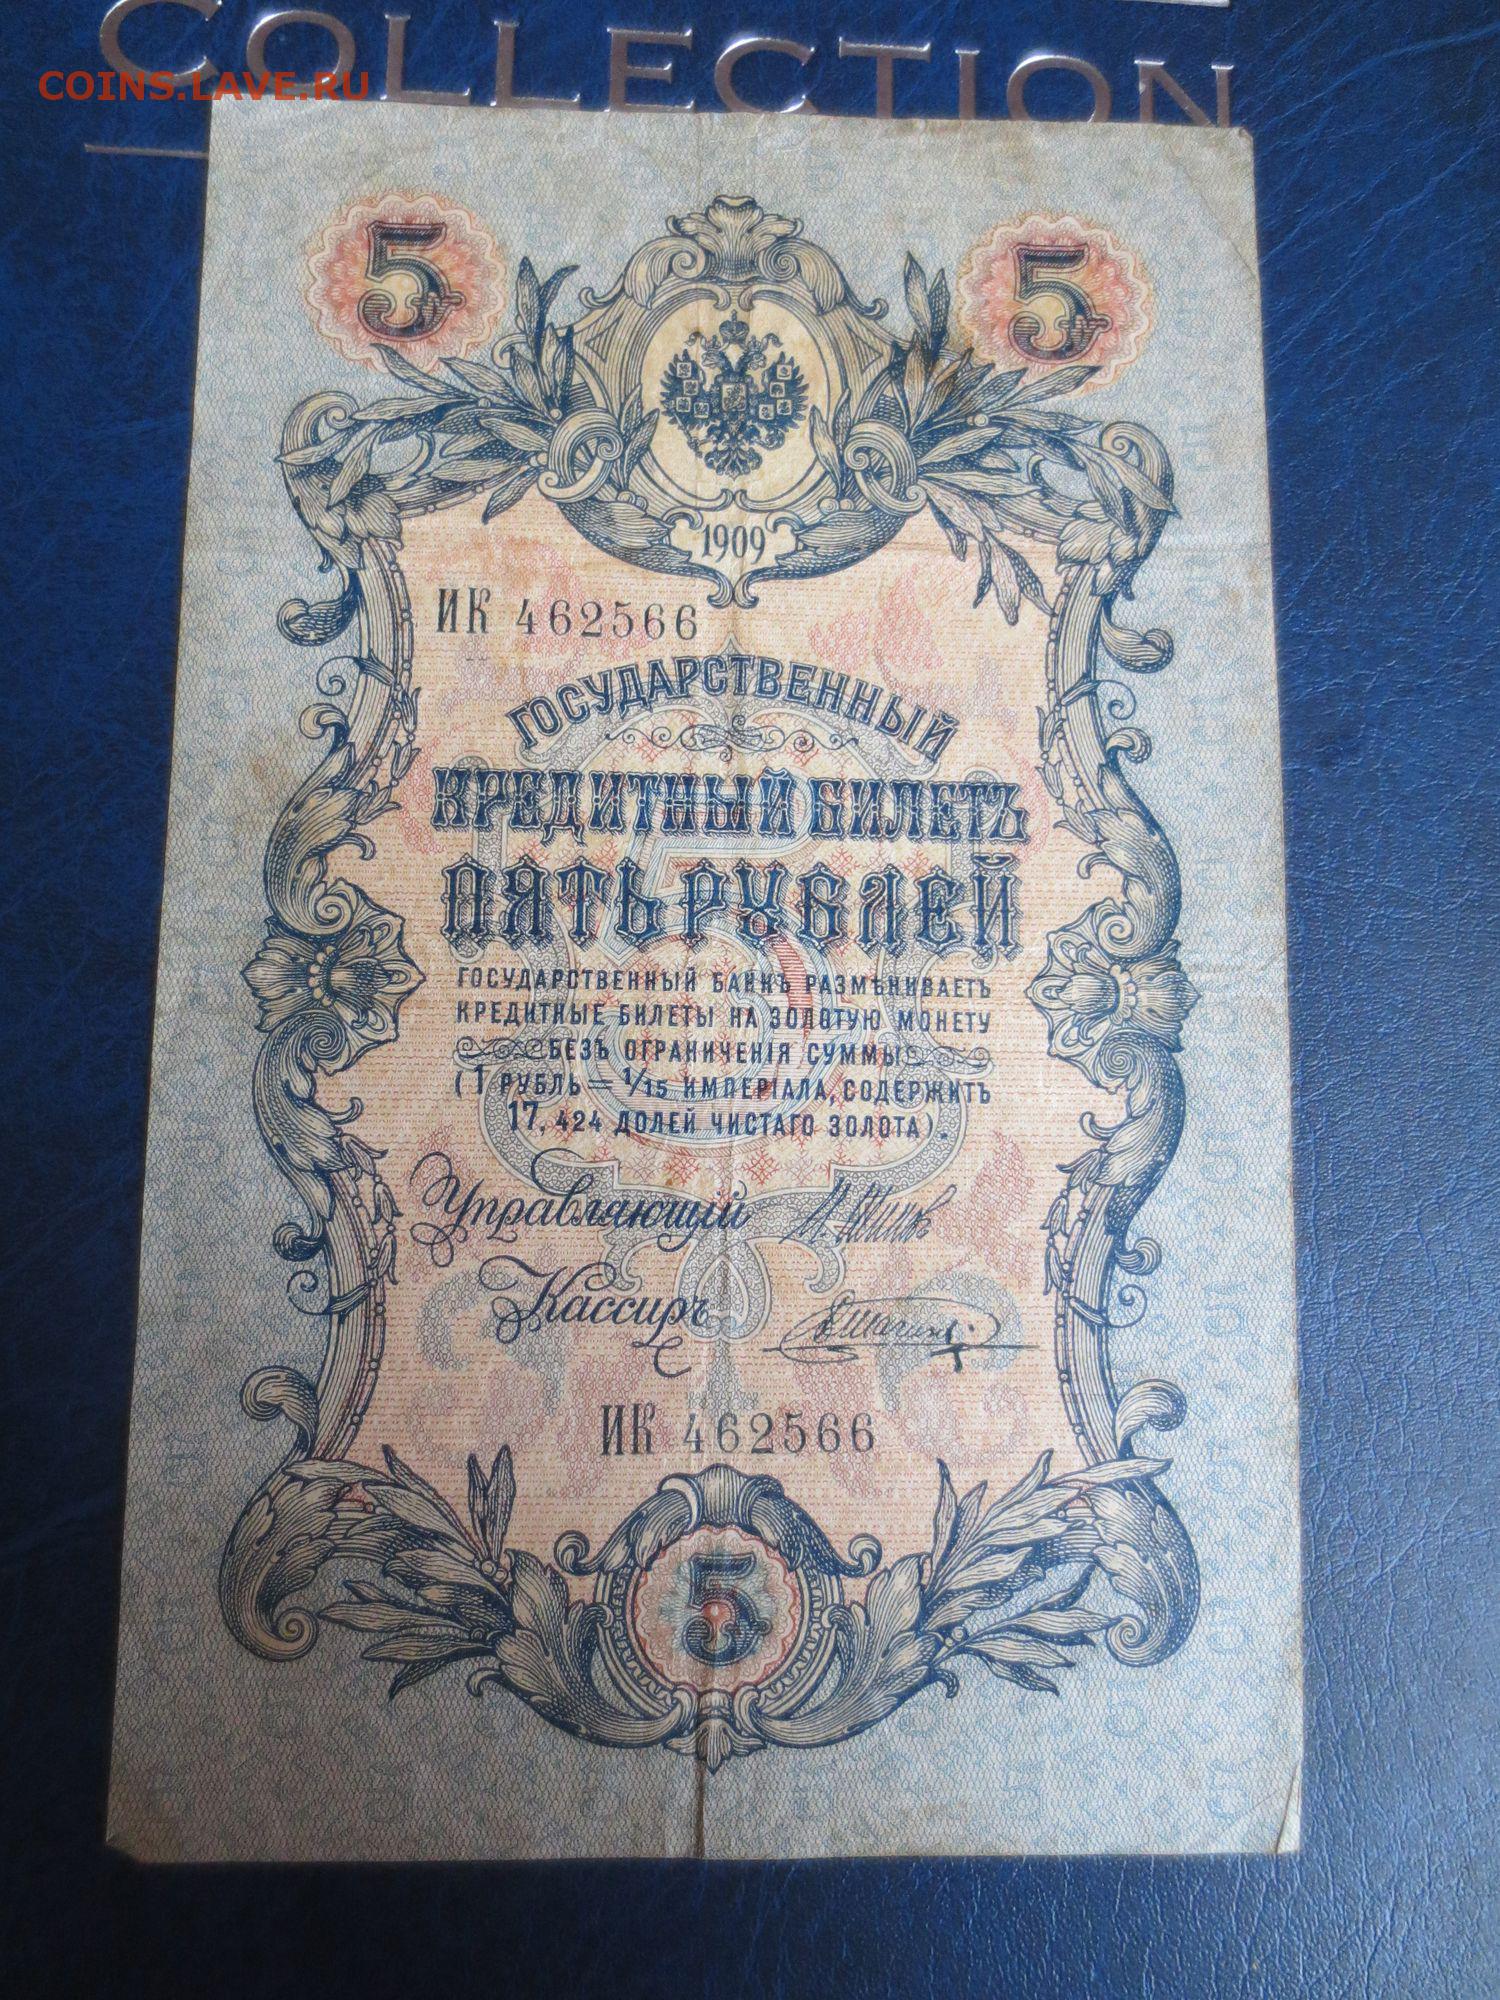 COLLECTION
COINS.LAVE.RU
5 5
1909
ИК 462566
ГОСУДАРСТВЕННЫЙ
КРЕДИТНЫЙ БИЛЕТЪ
ПЯТЬ РУБЛЕЙ
5
ГОСУДАРСТВЕННЫЙ БАНКЪ РАЗМѢНИВАЕТЪ
КРЕДИТНЫЕ БИЛЕТЫ НА ЗОЛОТУЮ МОНЕТУ
БЕЗЪ ОГРАНИЧЕНІЯ СУММЫ
(1 РУБЛЬ = 1/15 ИМПЕРІАЛА, СОДЕРЖИТЪ
17, 424 ДОЛЕЙ ЧИСТАГО ЗОЛОТА).
Управляющій
Кассиръ
ИК 462566
5